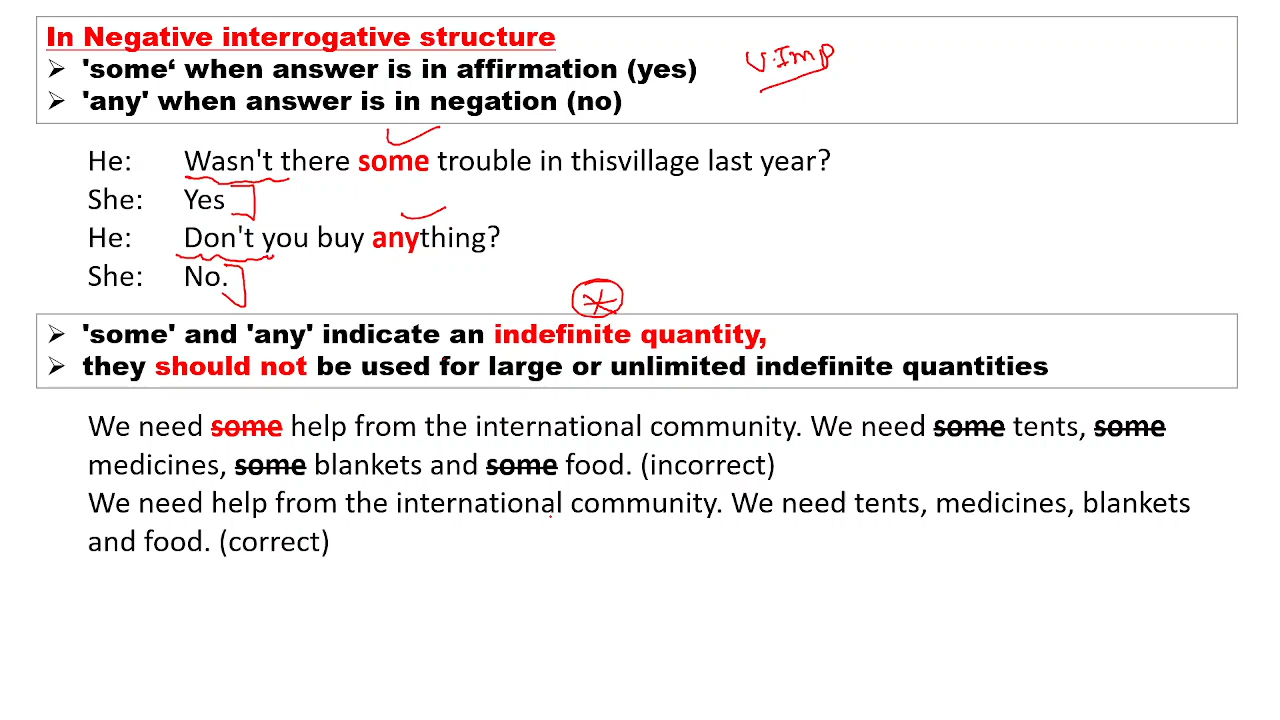 In Negative interrogative structure
➢ 'some‘ when answer is in affirmation (yes)
V.Imp
➢ 'any' when answer is in negation (no)
He: Wasn't there some trouble in thisvillage last year?
She: Yes
He: Don't you buy anything?
She: No.
➢ 'some' and 'any' indicate an indefinite quantity,
➢ they should not be used for large or unlimited indefinite quantities
We need some help from the international community. We need some tents, some
medicines, some blankets and some food. (incorrect)
We need help from the international community. We need tents, medicines, blankets
and food. (correct)